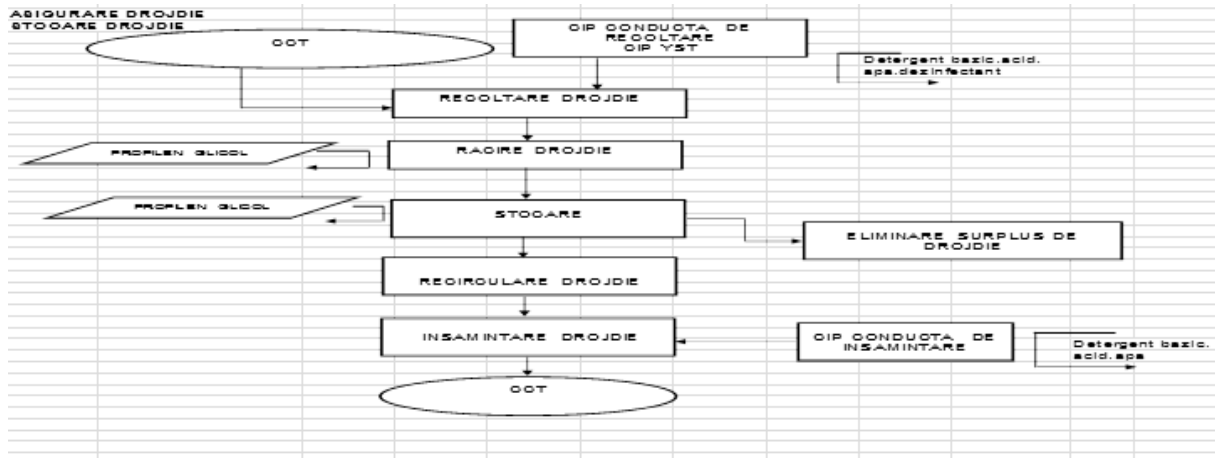 ASIGURARE DROJDIE
STOCARE DROJDIE
CCT
CIP CONDUCTA DE
RECOLTARE
CIP YST
Detergent bazic.acid.
apa.dezinfectant
RECOLTARE DROJDIE
PROPILEN GLICOL
RACIRE DROJDIE
PROPILEN GLICOL
STOCARE
ELIMINARE SURPLUS DE
DROJDIE
RECIRCULARE DROJDIE
INSAMINTARE DROJDIE
CIP CONDUCTA DE
INSAMINTARE
Detergent bazic.
acid.apa
CCT